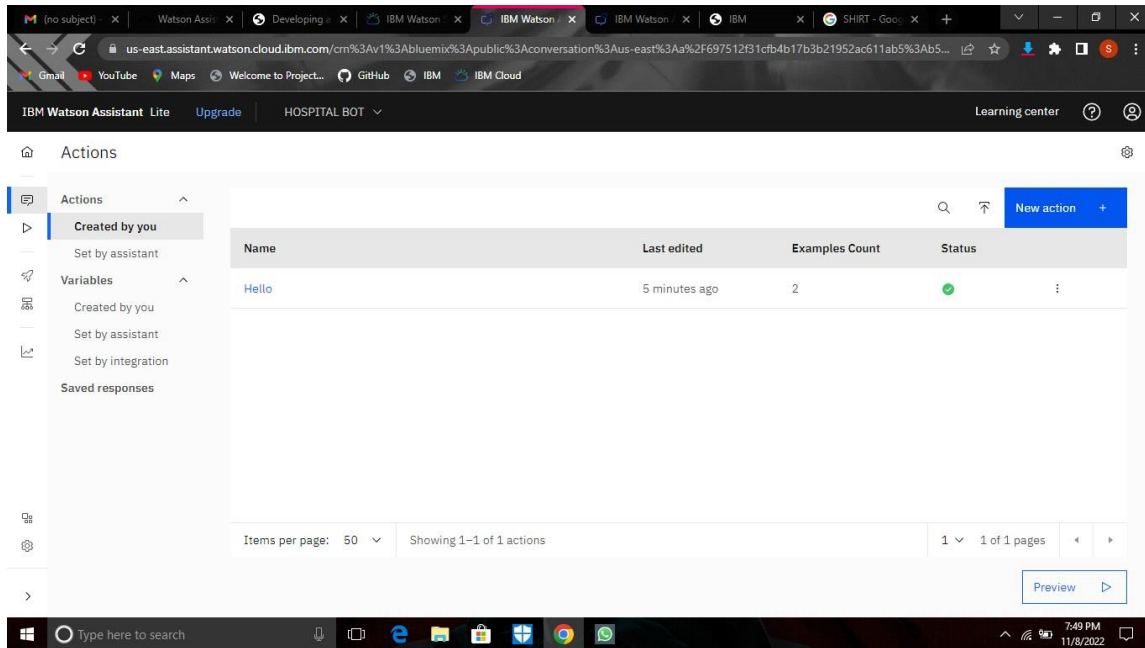 (no subject) -
Watson Assis
Developing a
IBM Watson
IBM Watson A
IBM Watson A
IBM
SHIRT - Goog
us-east.assistant.watson.cloud.ibm.com/crn%3Av1%3Abluemix%3Apublic%3Aconversation%3Aus-east%3Aa%2F697512f31cfb4b17b3b21952ac611ab5%3Ab5...
S
Gmail
YouTube
Maps
Welcome to Project...
GitHub
IBM
IBM Cloud
IBM Watson Assistant Lite
Upgrade
HOSPITAL BOT
Learning center
Actions
Actions
Created by you
Set by assistant
Variables
Created by you
Set by assistant
Set by integration
Saved responses
New action +
Name Last edited Examples Count Status
Hello 5 minutes ago 2
Items per page: 50
Showing 1–1 of 1 actions
1
1 of 1 pages
Preview
Type here to search
7:49 PM
11/8/2022